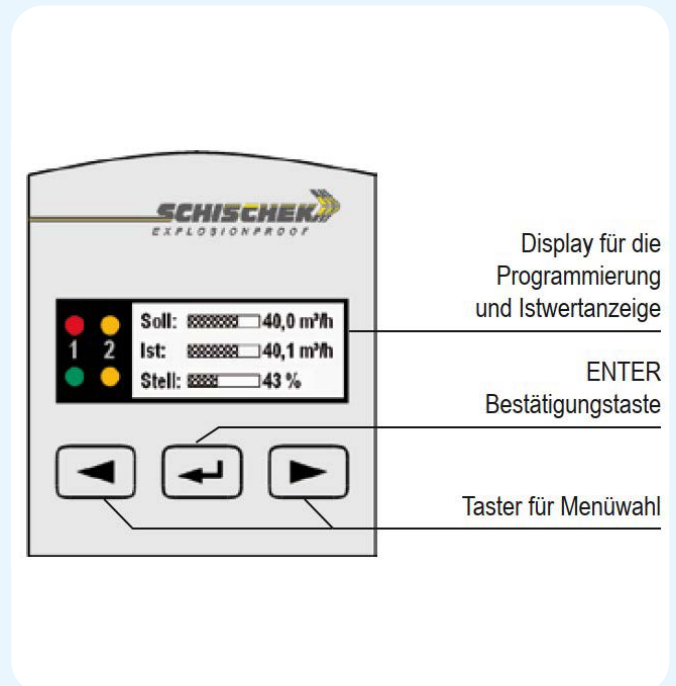 SCHISCHEK
EXPLOSIONPROOF
Soll: 40,0 m³/h
1 2 Ist: 40,1 m³/h
Stell: 43 %
Display für die
Programmierung
und Istwertanzeige
ENTER
Bestätigungstaste
Taster für Menüwahl